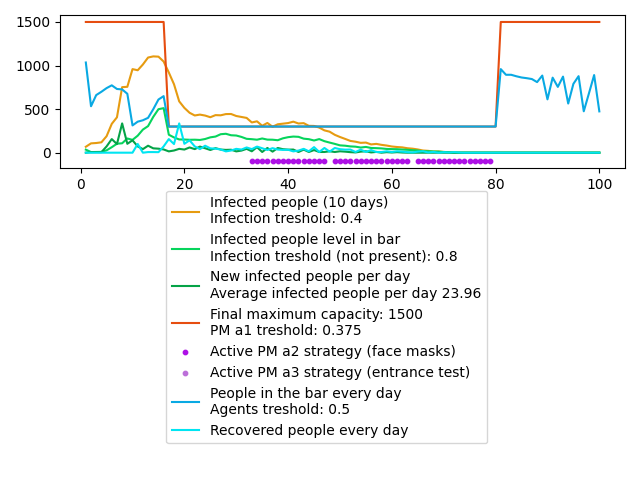 1500
1000
500
0
0
20
40
60
80
100
Infected people (10 days)
Infection treshold: 0.4
Infected people level in bar
Infection treshold (not present): 0.8
New infected people per day
Average infected people per day 23.96
Final maximum capacity: 1500
PM a1 treshold: 0.375
Active PM a2 strategy (face masks)
Active PM a3 strategy (entrance test)
People in the bar every day
Agents treshold: 0.5
Recovered people every day